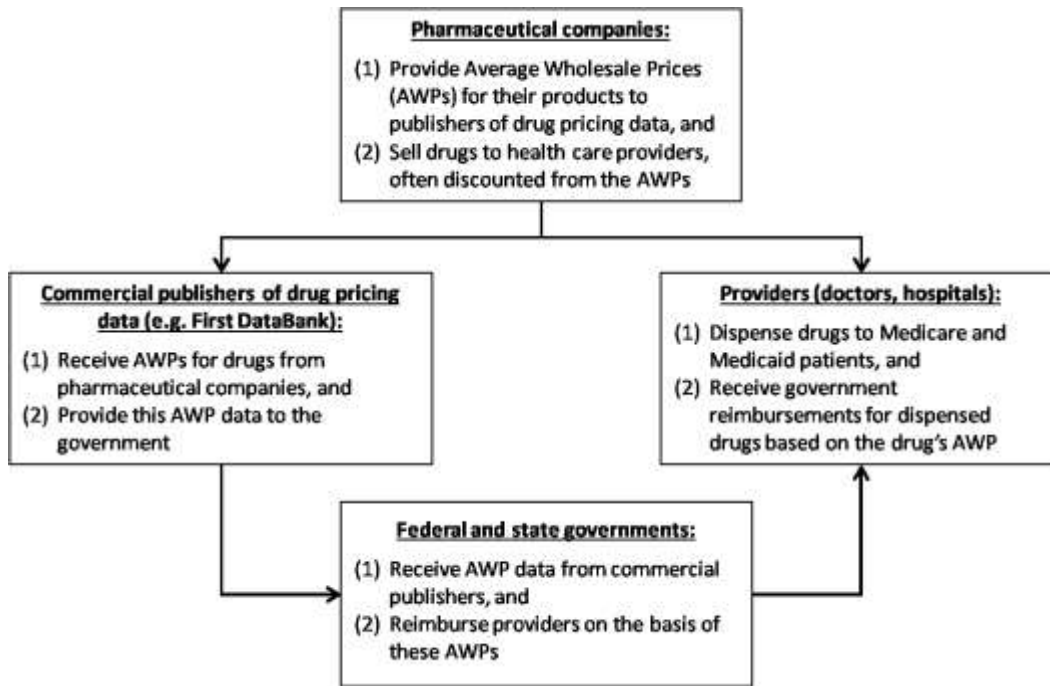 Pharmaceutical companies:
(1) Provide Average Wholesale Prices
(AWPs) for their products to
publishers of drug pricing data, and
(2) Sell drugs to health care providers,
often discounted from the AWPs
Commercial publishers of drug pricing
data (e.g. First DataBank):
(1) Receive AWPs for drugs from
pharmaceutical companies, and
(2) Provide this AWP data to the
government
Providers (doctors, hospitals):
(1) Dispense drugs to Medicare and
Medicaid patients, and
(2) Receive government
reimbursements for dispensed
drugs based on the drug's AWP
Federal and state governments:
(1) Receive AWP data from commercial
publishers, and
(2) Reimburse providers on the basis of
these AWPs